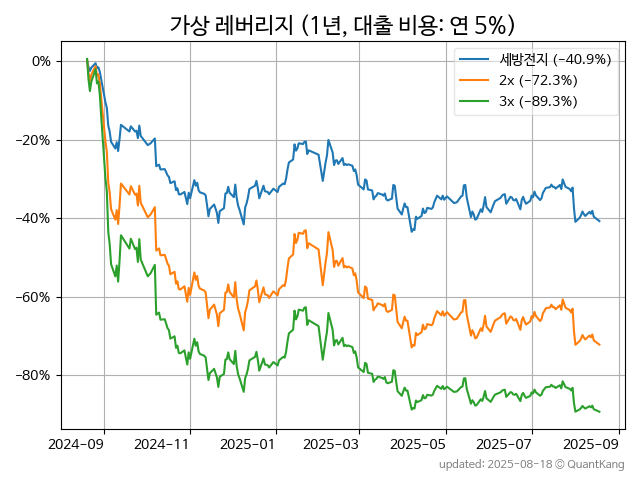 가상 레버리지 (1년, 대출 비용: 연 5%)
세방전지 (−40.9%)
2x (−72.3%)
3x (−89.3%)
0%
−20%
−40%
−60%
−80%
2024-09 2024-11 2025-01 2025-03 2025-05 2025-07 2025-09
updated: 2025-08-18 © QuantKang